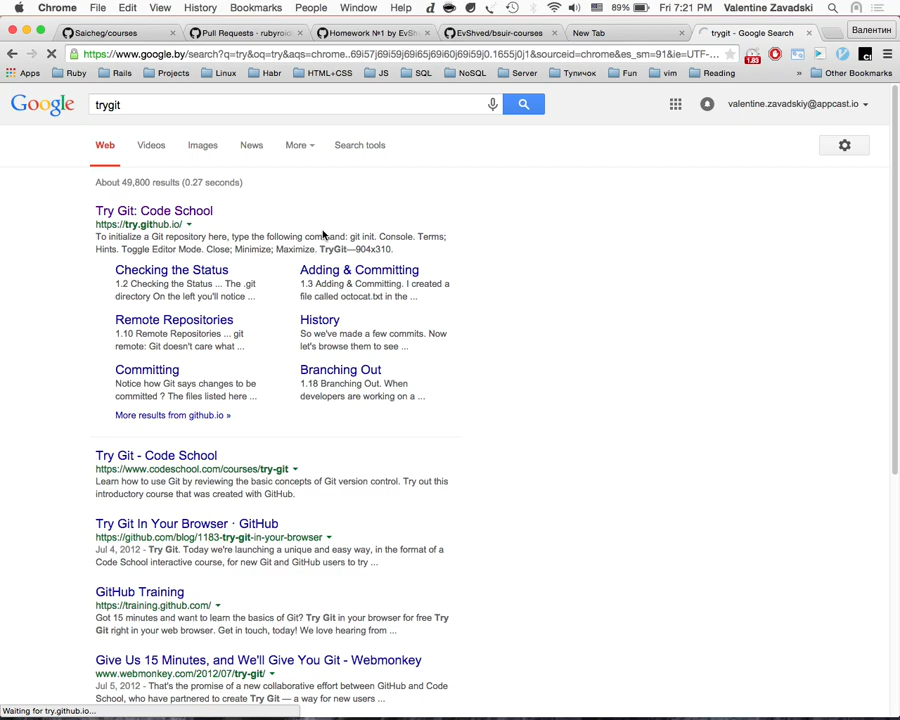 Chrome File Edit View History Bookmarks People Window Help 89% Fri 7:21 PM Valentine Zavadski
Saicheg/courses Pull Requests · rubyroid Homework №1 by EvSh EvShved/bsuir-courses New Tab trygit - Google Search Валентин
https://www.google.by/search?q=try&oq=try&aqs=chrome..69i57j69i59j69i65j69i60j69i59j0.1655j0j1&sourceid=chrome&es_sm=91&ie=UTF-...
Apps Ruby Rails Projects Linux Habr HTML+CSS JS SQL NoSQL Server Тупичок Fun vim Reading » Other Bookmarks
Google trygit valentine.zavadskiy@appcast.io
Web Videos Images News More Search tools
About 49,800 results (0.27 seconds)
Try Git: Code School
https://try.github.io/
To initialize a Git repository here, type the following command: git init. Console. Terms;
Hints. Toggle Editor Mode. Close; Minimize; Maximize. TryGit—904x310.
Checking the Status
1.2 Checking the Status ... The .git
directory On the left you'll notice ...
Adding & Committing
1.3 Adding & Committing. I created a
file called octocat.txt in the ...
Remote Repositories
1.10 Remote Repositories ... git
remote: Git doesn't care what ...
History
So we've made a few commits. Now
let's browse them to see ...
Committing
Notice how Git says changes to be
committed ? The files listed here ...
Branching Out
1.18 Branching Out. When
developers are working on a ...
More results from github.io »
Try Git - Code School
https://www.codeschool.com/courses/try-git
Learn how to use Git by reviewing the basic concepts of Git version control. Try out this
introductory course that was created with GitHub.
Try Git In Your Browser · GitHub
https://github.com/blog/1183-try-git-in-your-browser
Jul 4, 2012 - Try Git. Today we're launching a unique and easy way, in the format of a
Code School interactive course, for new Git and GitHub users to try ...
GitHub Training
https://training.github.com/
Got 15 minutes and want to learn the basics of Git? Try Git in your browser for free Try
Git right in your web browser. Get in touch, today! We love hearing from ...
Give Us 15 Minutes, and We'll Give You Git - Webmonkey
www.webmonkey.com/2012/07/try-git/
Jul 5, 2012 - That's the promise of a new collaborative effort between GitHub and Code
School, who have partnered to create Try Git — a way for new users ...
Waiting for try.github.io...